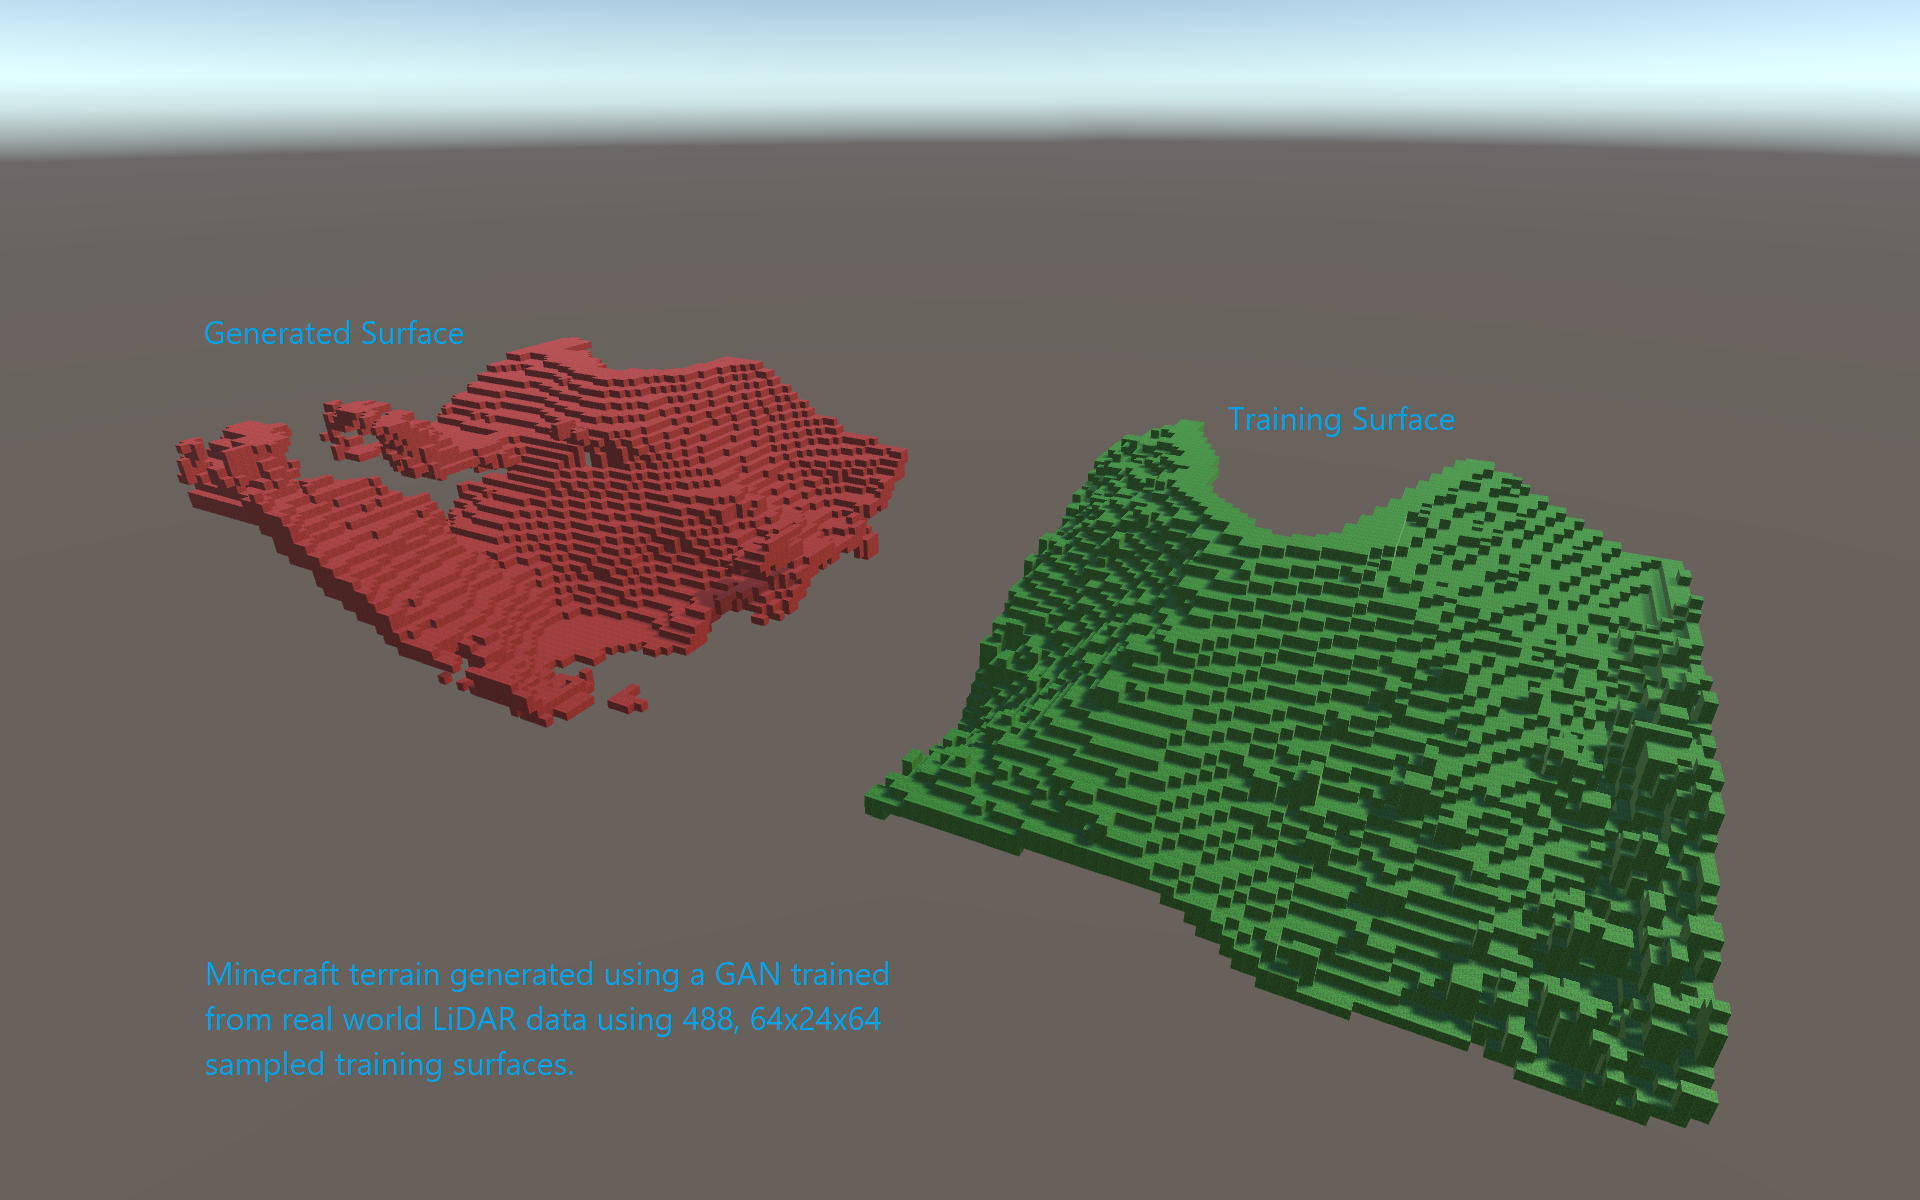 Generated Surface
Training Surface
Minecraft terrain generated using a GAN trained
from real world LiDAR data using 488, 64x24x64
sampled training surfaces.